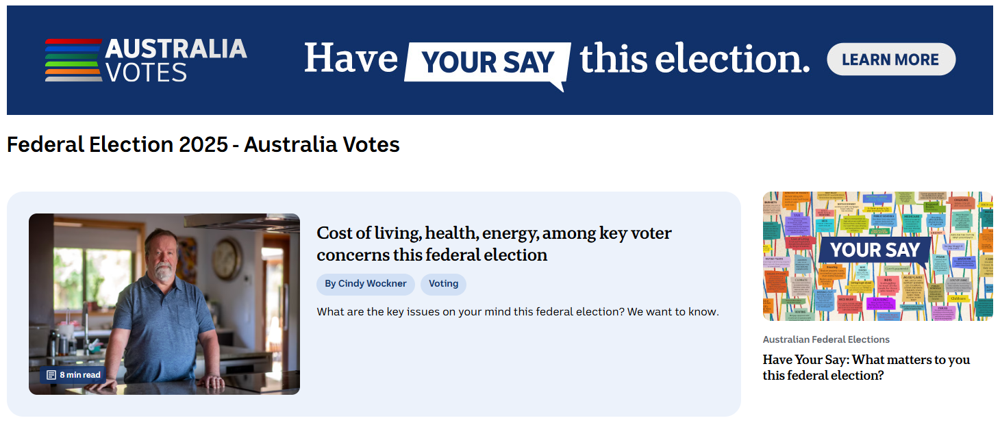 AUSTRALIA
VOTES
Have YOUR SAY this election.
LEARN MORE
Federal Election 2025 - Australia Votes
8 min read
Cost of living, health, energy, among key voter
concerns this federal election
By Cindy Wockner
Voting
What are the key issues on your mind this federal election? We want to know.
YOUR SAY
Australian Federal Elections
Have Your Say: What matters to you
this federal election?